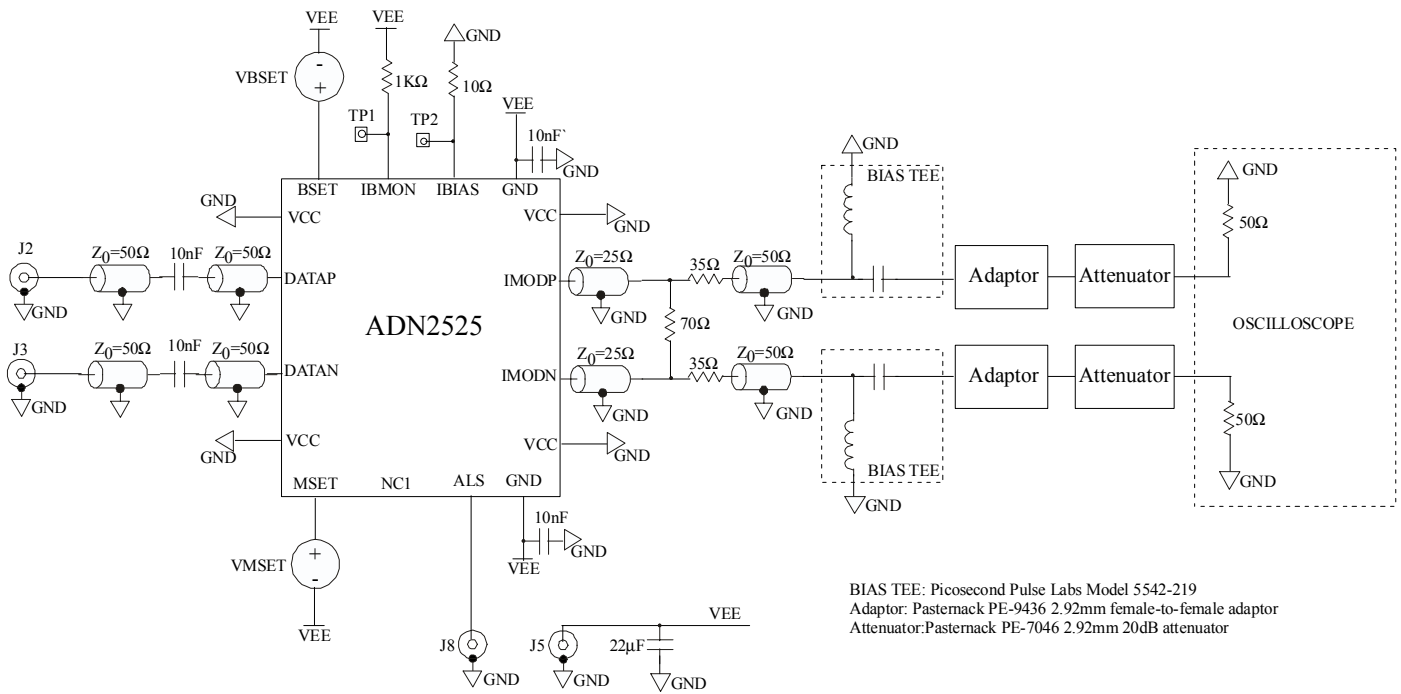 VEE
VEE
GND
VBSET
-
+
1KΩ
10Ω
VEE
TP1
TP2
10nF`
GND
BSET
IBMON
IBIAS
GND
GND
VCC
VCC
GND
J2
Z0=50Ω
10nF
Z0=50Ω
DATAP
GND
IMODP
Z0=25Ω
GND
35Ω
Z0=50Ω
GND
70Ω
ADN2525
J3
Z0=50Ω
10nF
Z0=50Ω
DATAN
GND
IMODN
Z0=25Ω
GND
35Ω
Z0=50Ω
GND
GND
VCC
VCC
GND
MSET
NC1
ALS
GND
10nF
GND
VEE
VMSET
+
-
VEE
J8
GND
J5
GND
VEE
22μF
GND
GND
BIAS TEE
Adaptor
Attenuator
GND
50Ω
OSCILLOSCOPE
Adaptor
Attenuator
50Ω
GND
BIAS TEE
GND
BIAS TEE: Picosecond Pulse Labs Model 5542-219
Adaptor: Pasternack PE-9436 2.92mm female-to-female adaptor
Attenuator:Pasternack PE-7046 2.92mm 20dB attenuator